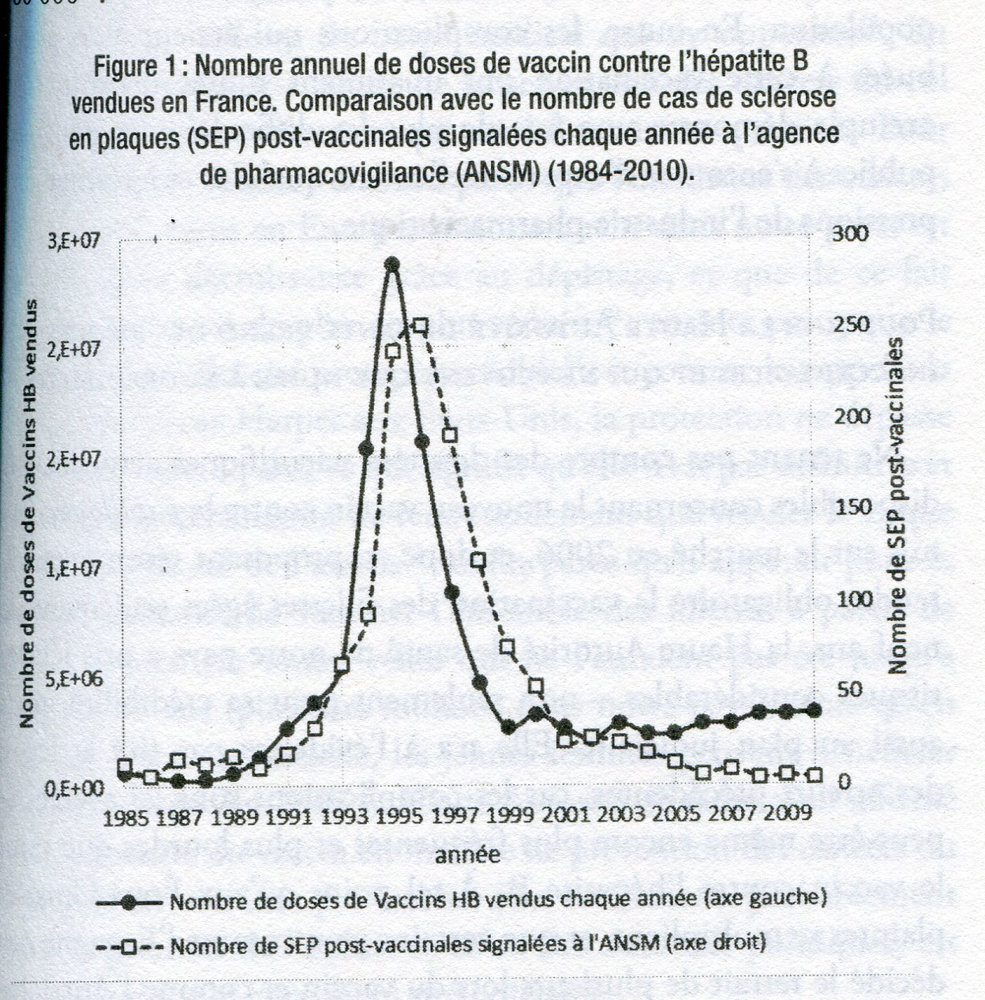 Figure 1 : Nombre annuel de doses de vaccin contre l'hépatite B
vendues en France. Comparaison avec le nombre de cas de sclérose
en plaques (SEP) post-vaccinales signalées chaque année à l'agence
de pharmacovigilance (ANSM) (1984-2010).
3,E+07
2,E+07
2,E+07
1,E+07
5,E+06
0,E+00
Nombre de doses de Vaccins HB vendus
300
250
200
150
100
50
0
Nombre de SEP post-vaccinales
1985 1987 1989 1991 1993 1995 1997 1999 2001 2003 2005 2007 2009
année
Nombre de doses de Vaccins HB vendus chaque année (axe gauche)
Nombre de SEP post-vaccinales signalées à l'ANSM (axe droit)